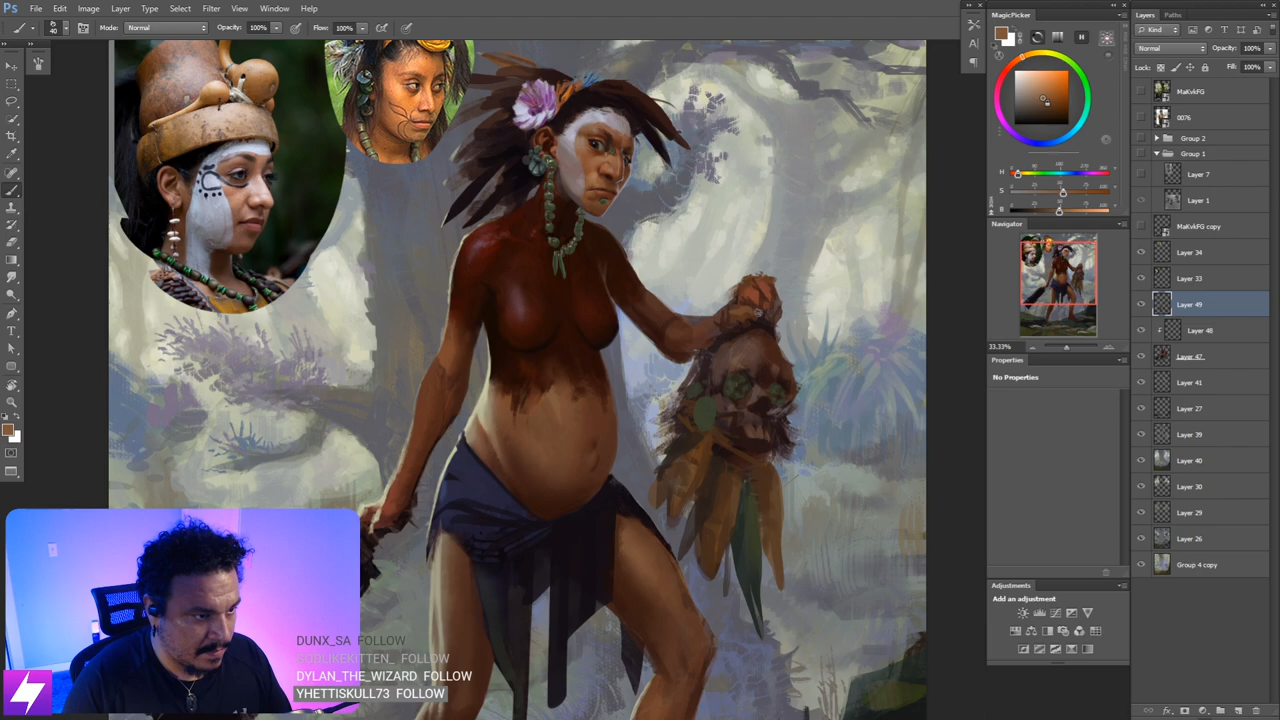 Ps File Edit Image Layer Type Select Filter View Window Help
40 Mode: Normal Opacity: 100% Flow: 100%
MagicPicker
H
H
S
B
Navigator
33.33%
Properties
No Properties
Adjustments
Add an adjustment
Layers Paths
Kind
Normal Opacity: 100%
Lock: Fill: 100%
MaKvkFG
0076
Group 2
Group 1
Layer 7
Layer 1
MaKvkFG copy
Layer 34
Layer 33
Layer 49
Layer 48
Layer 47
Layer 41
Layer 27
Layer 39
Layer 40
Layer 30
Layer 29
Layer 26
Group 4 copy
DUNX_SA FOLLOW
GODLIKEKITTEN_ FOLLOW
DYLAN_THE_WIZARD FOLLOW
YHETTISKULL73 FOLLOW